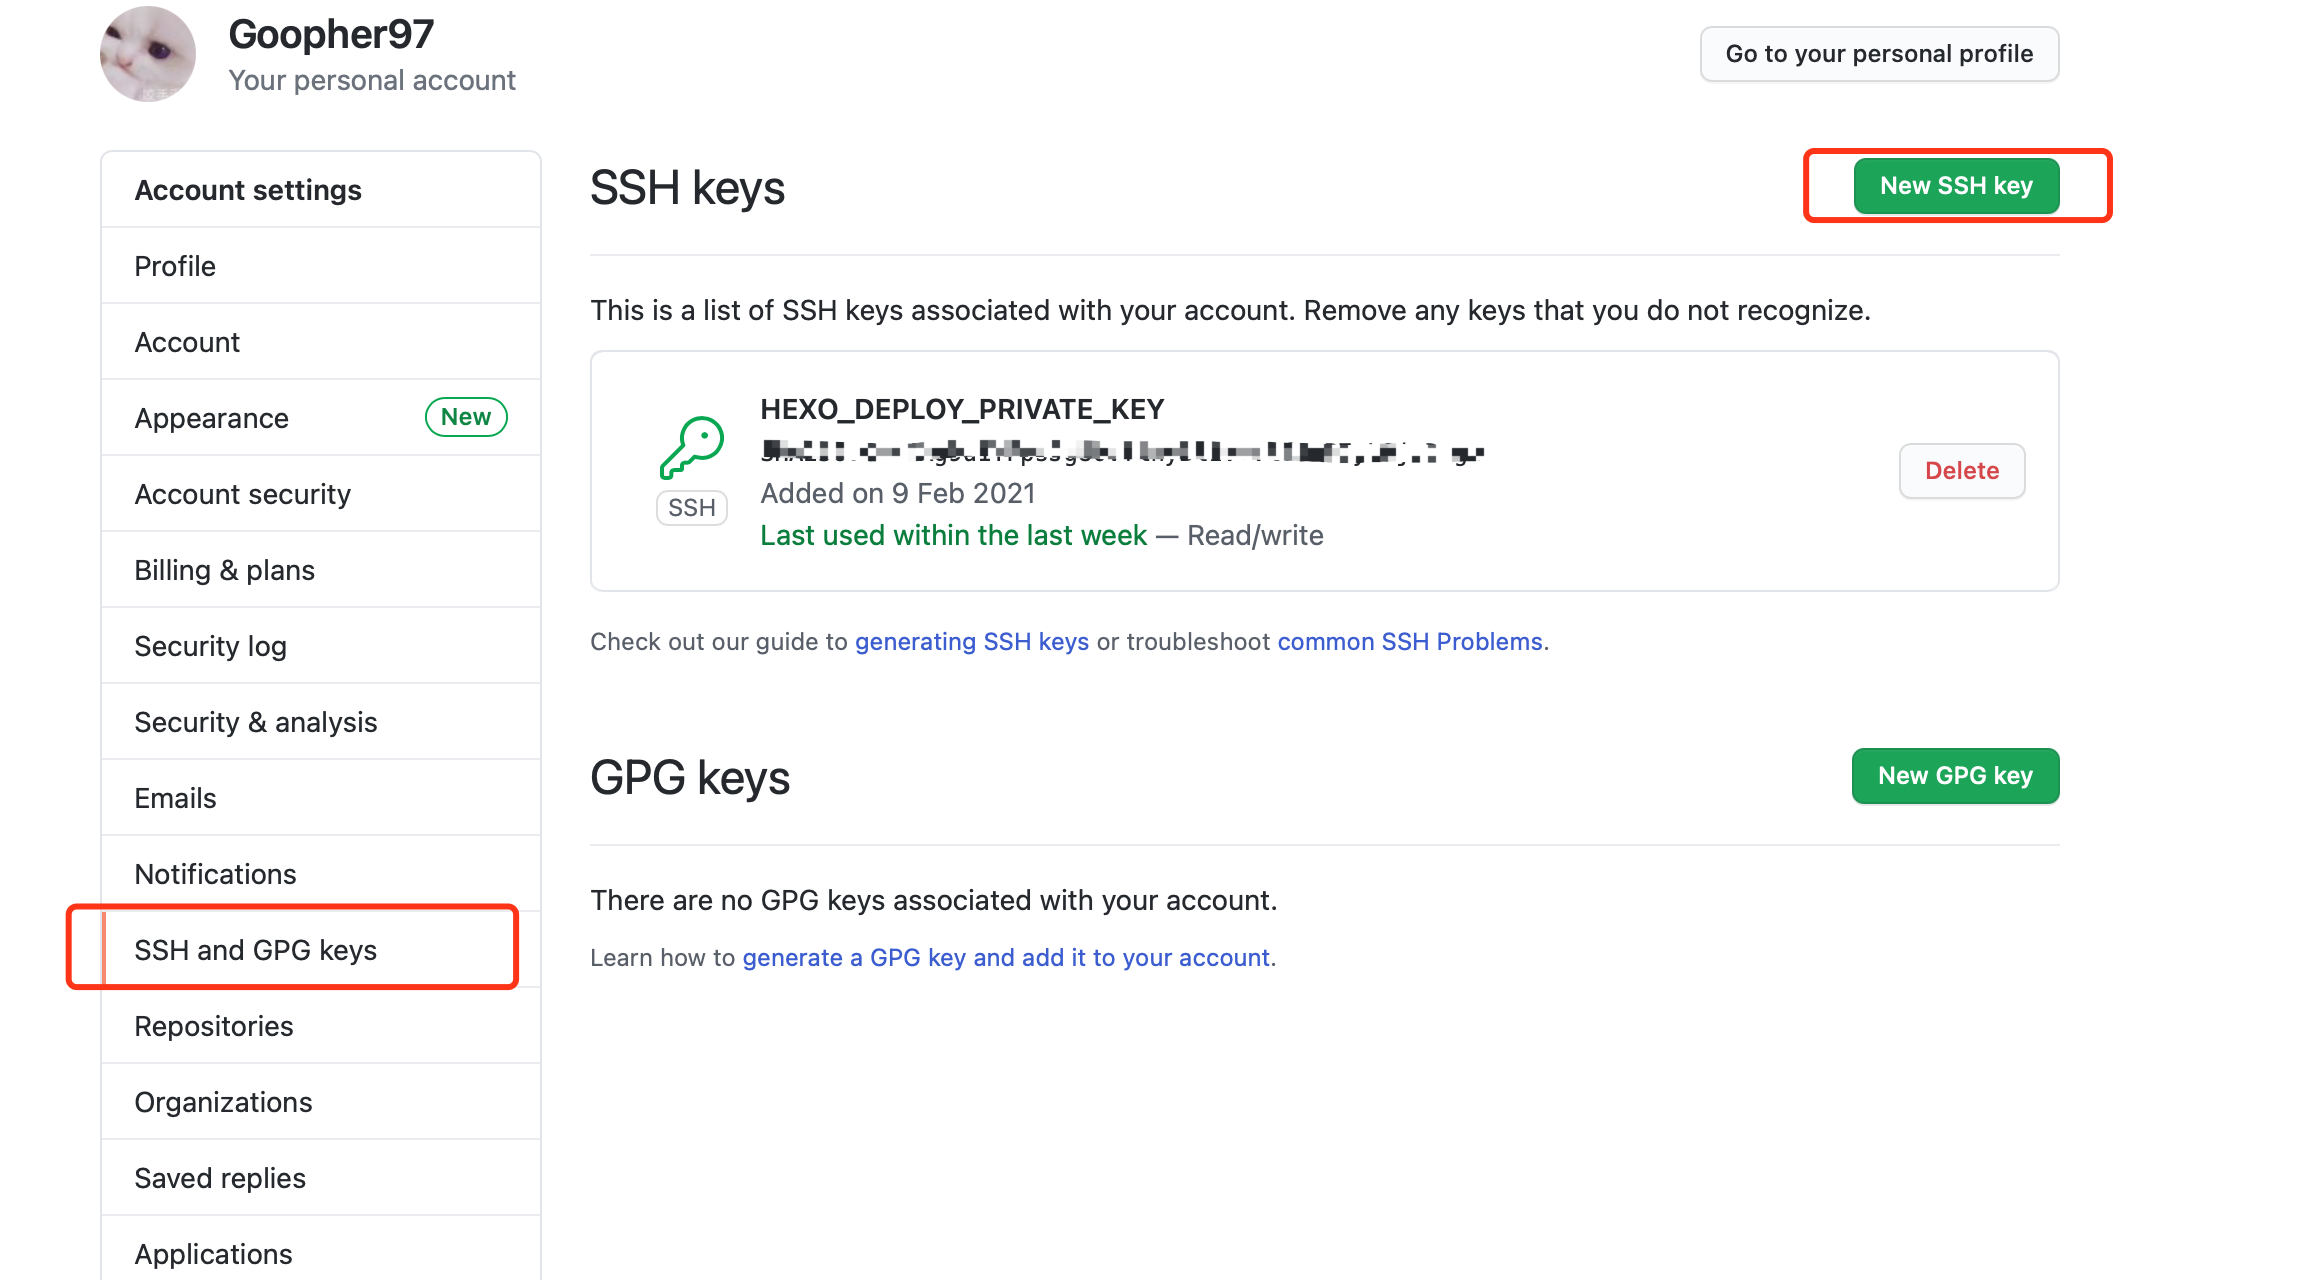 Goopher97
Your personal account
Go to your personal profile
Account settings
Profile
Account
Appearance New
Account security
Billing & plans
Security log
Security & analysis
Emails
Notifications
SSH and GPG keys
Repositories
Organizations
Saved replies
Applications
SSH keys
New SSH key
This is a list of SSH keys associated with your account. Remove any keys that you do not recognize.
HEXO_DEPLOY_PRIVATE_KEY
Added on 9 Feb 2021
Last used within the last week — Read/write
SSH
Delete
Check out our guide to generating SSH keys or troubleshoot common SSH Problems.
GPG keys
New GPG key
There are no GPG keys associated with your account.
Learn how to generate a GPG key and add it to your account.